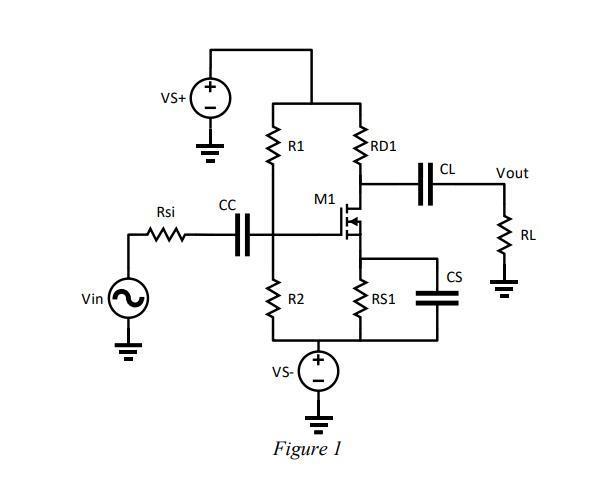 VS+
R1
RD1
CL
Vout
M1
CC
Rsi
RL
Vin
R2
RS1
CS
VS-
Figure 1